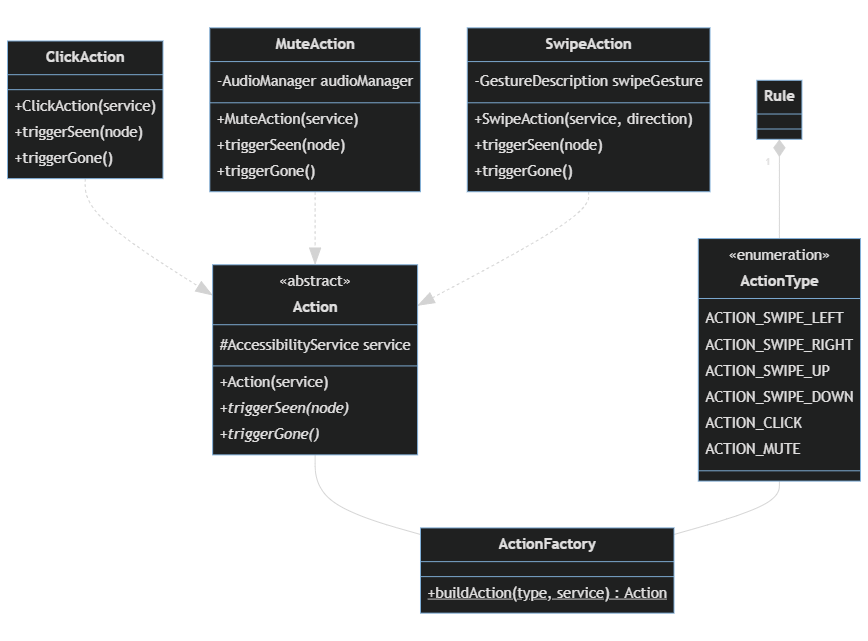 ClickAction
+ClickAction(service)
+triggerSeen(node)
+triggerGone()
MuteAction
-AudioManager audioManager
+MuteAction(service)
+triggerSeen(node)
+triggerGone()
SwipeAction
-GestureDescription swipeGesture
+SwipeAction(service, direction)
+triggerSeen(node)
+triggerGone()
Rule
1
«abstract»
Action
#AccessibilityService service
+Action(service)
+triggerSeen(node)
+triggerGone()
«enumeration»
ActionType
ACTION_SWIPE_LEFT
ACTION_SWIPE_RIGHT
ACTION_SWIPE_UP
ACTION_SWIPE_DOWN
ACTION_CLICK
ACTION_MUTE
ActionFactory
+buildAction(type, service) : Action